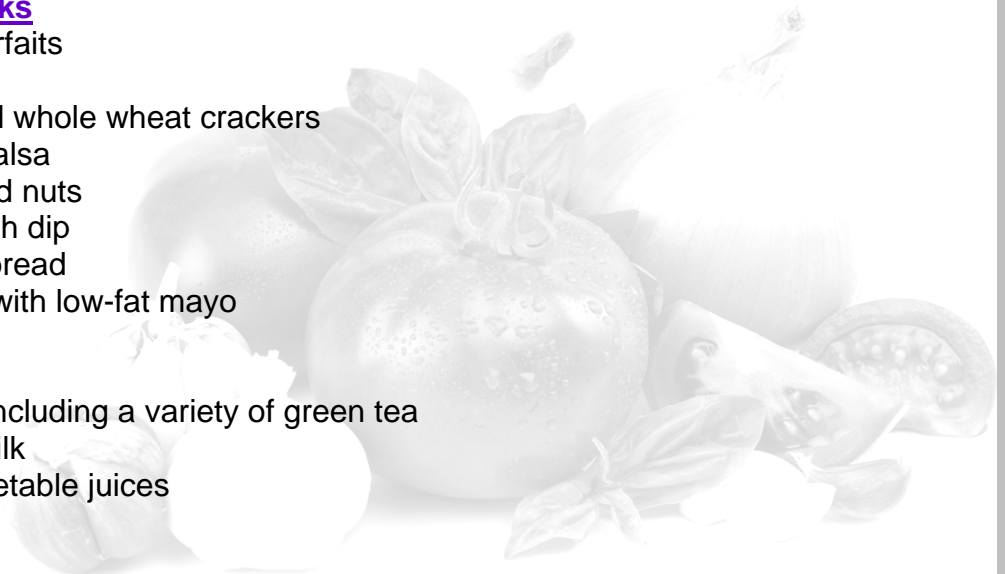 ks
rfaits
l whole wheat crackers
alsa
d nuts
h dip
bread
with low-fat mayo
ncluding a variety of green tea
ilk
etable juices